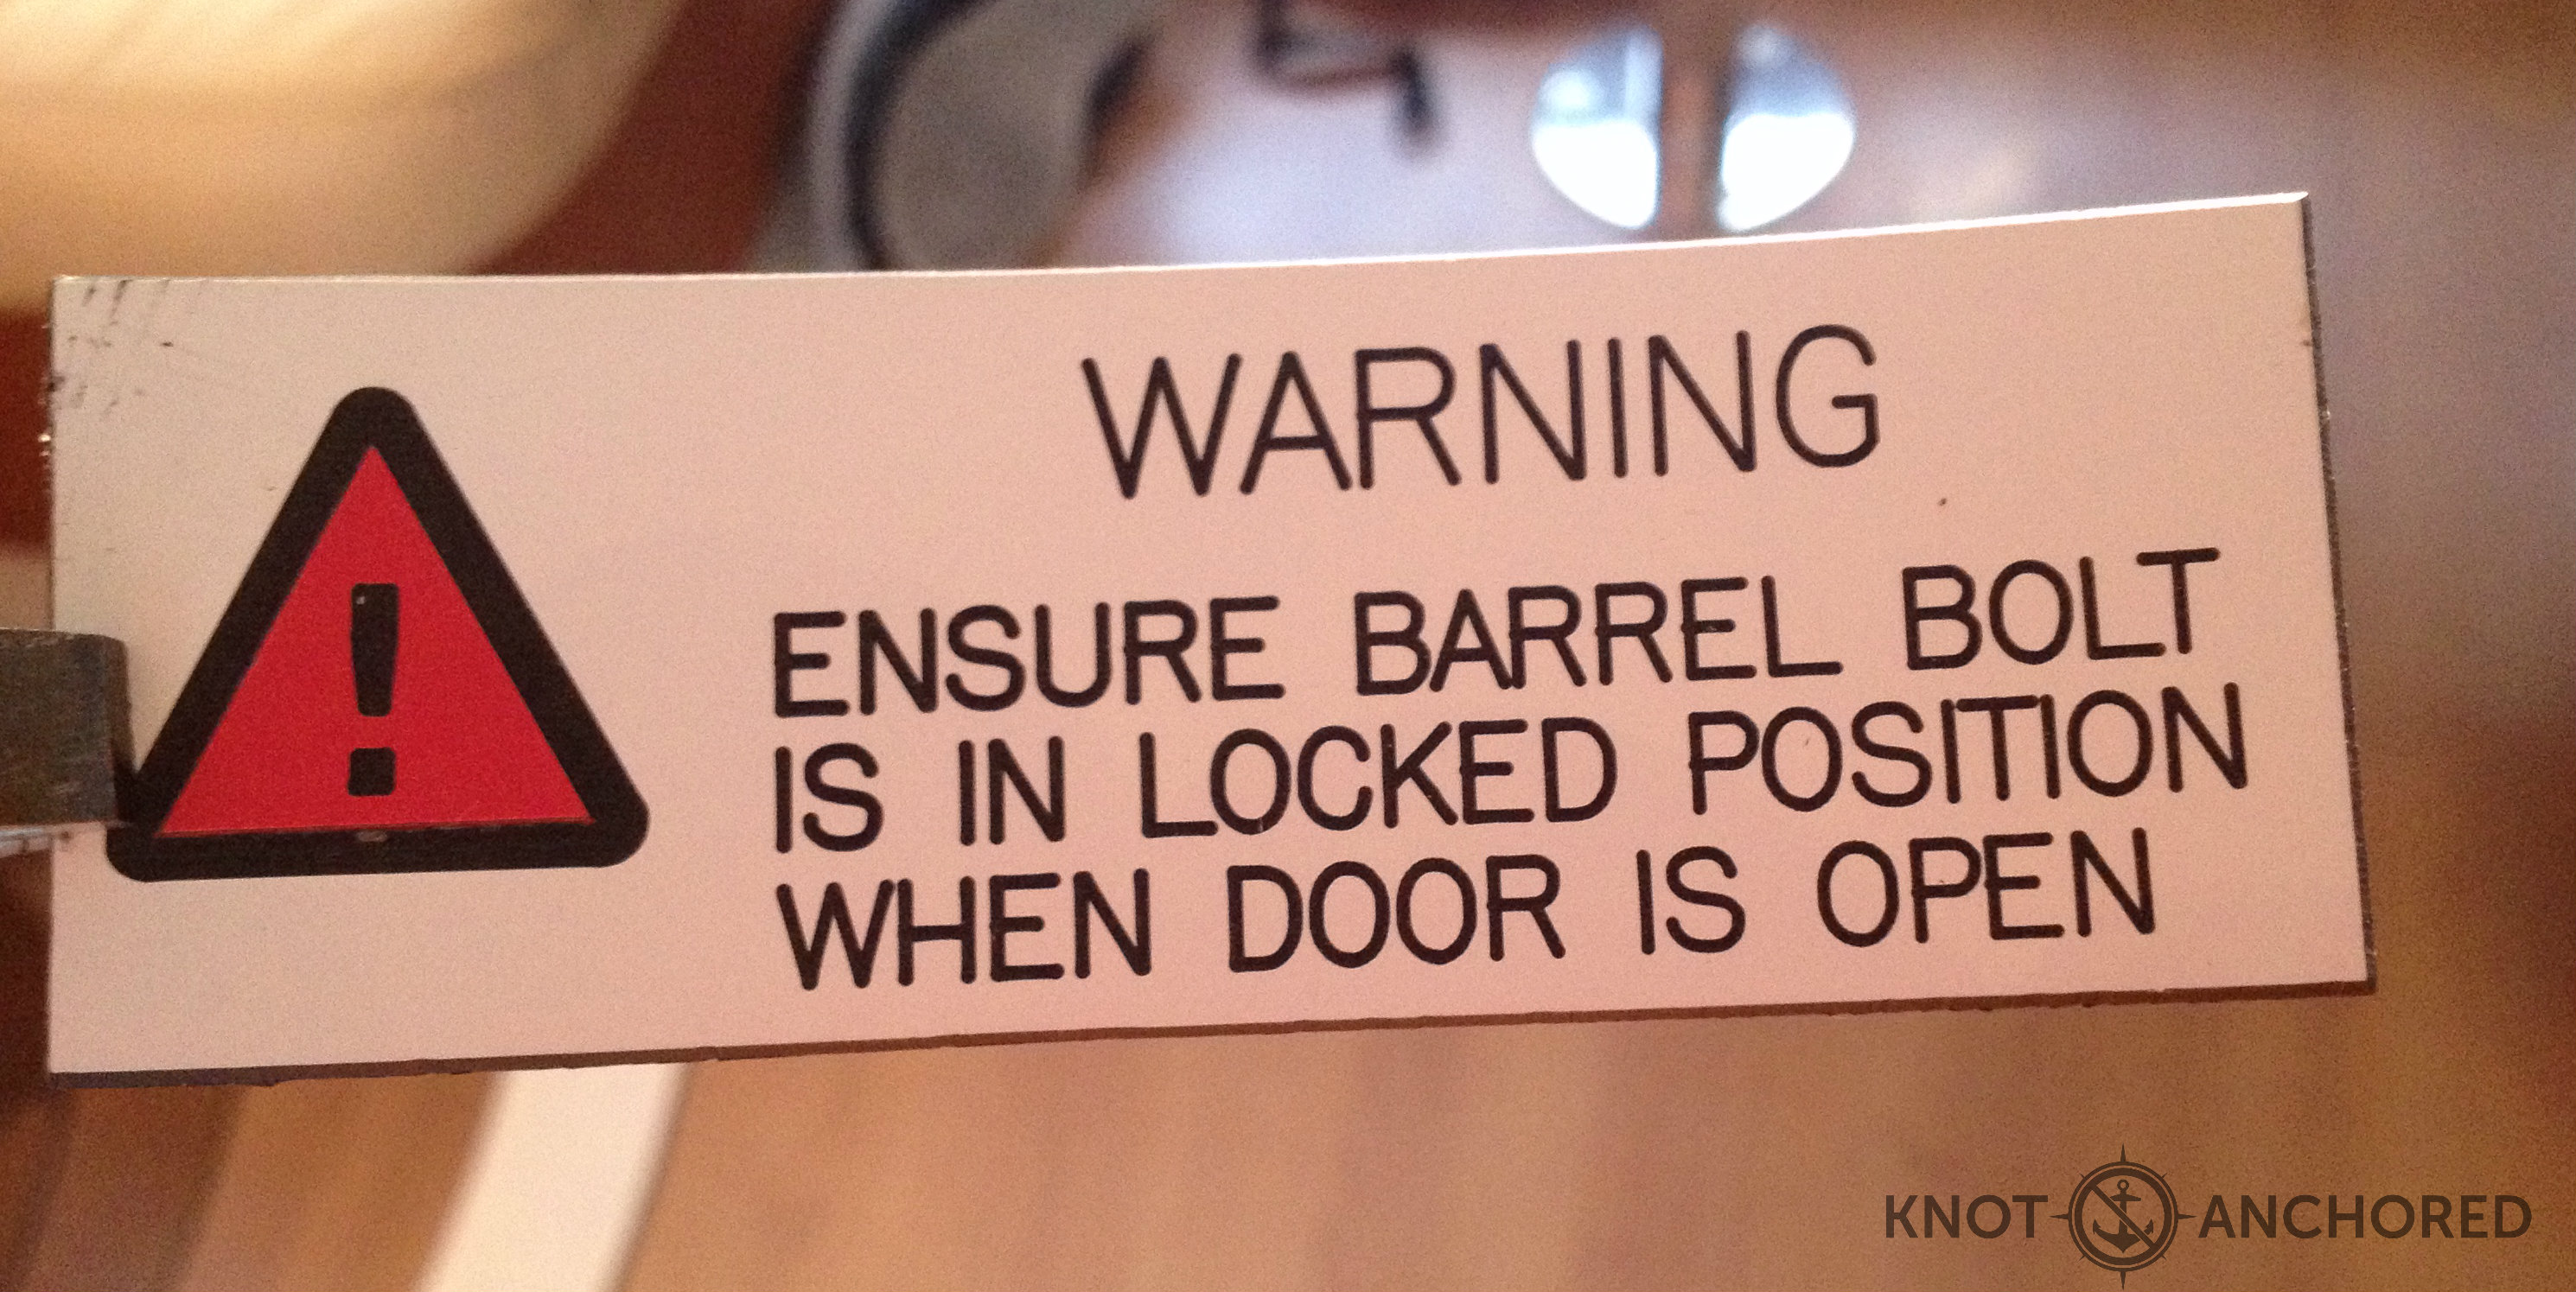 WARNING
ENSURE BARREL BOLT
IS IN LOCKED POSITION
WHEN DOOR IS OPEN
!
KNOT ANCHORED